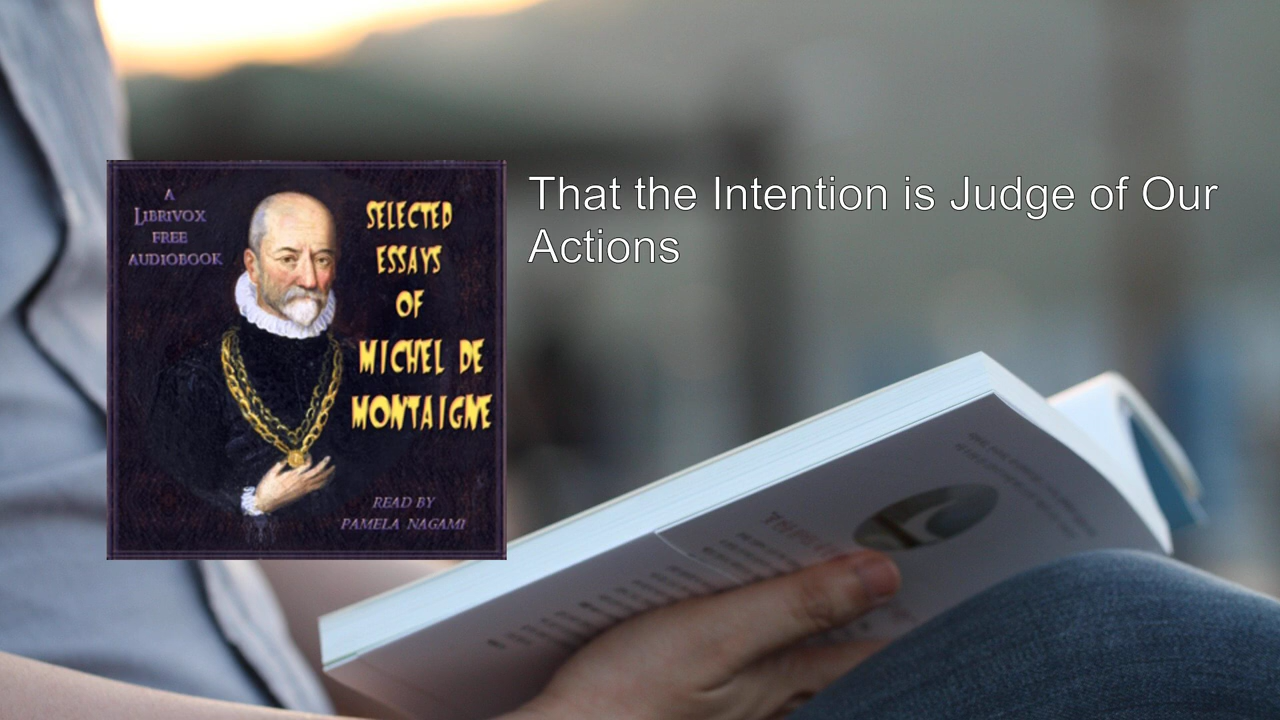 A
LIBRIVOX
FREE
AUDIOBOOK
SELECTED
ESSAYS
OF
MICHEL DE
MONTAIGNE
READ BY
PAMELA NAGAMI
That the Intention is Judge of Our
Actions